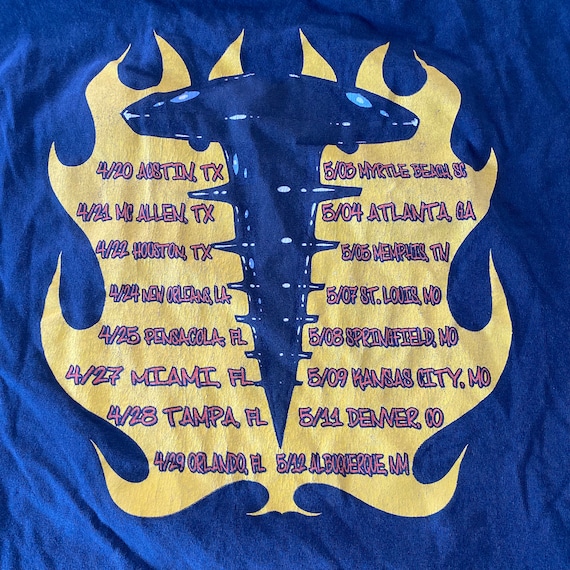 4/20 AUSTIN, TX
4/21 MC ALLEN, TX
4/22 HOUSTON, TX
4/24 NEW ORLEANS, LA
4/25 PENSACOLA, FL
4/27 MIAMI, FL
4/28 TAMPA, FL
4/29 ORLANDO, FL
5/03 MYRTLE BEACH, SC
5/04 ATLANTA, GA
5/05 MEMPHIS, TN
5/07 ST. LOUIS, MO
5/08 SPRINGFIELD, MO
5/09 KANSAS CITY, MO
5/11 DENVER, CO
5/12 ALBUQUERQUE, NM